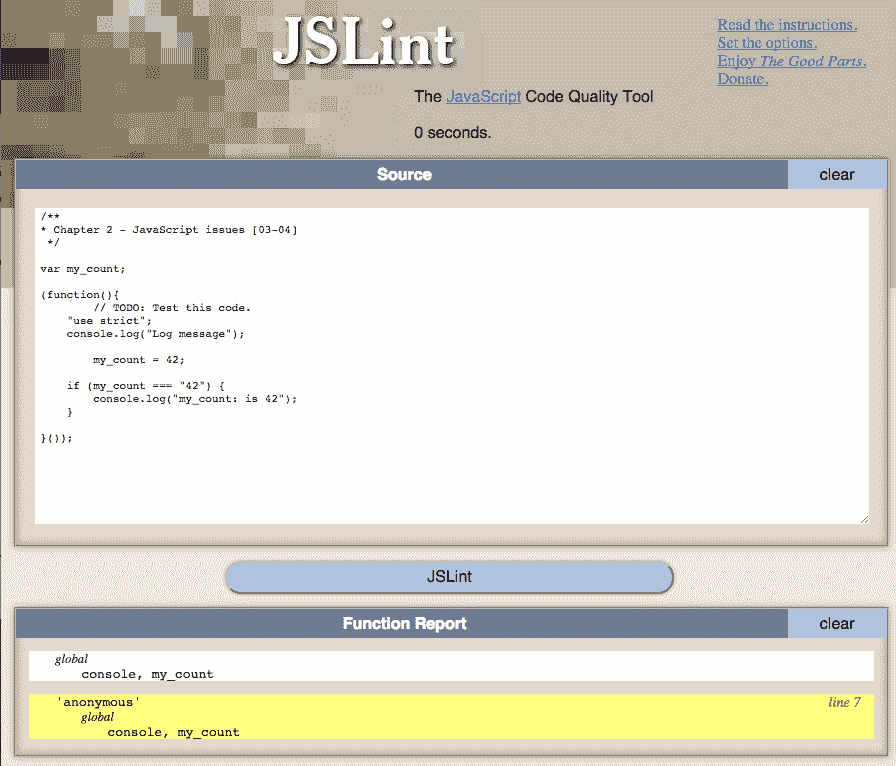 JSLint
Read the instructions.
Set the options.
Enjoy The Good Parts.
Donate.
The JavaScript Code Quality Tool
0 seconds.
Source
clear
/**
* Chapter 2 - JavaScript issues [03-04]
*/
var my_count;
(function(){
// TODO: Test this code.
"use strict";
console.log("Log message");
my_count = 42;
if (my_count === "42") {
console.log("my_count: is 42");
}
}());
JSLint
Function Report
clear
global
console, my_count
'anonymous'
line 7
global
console, my_count